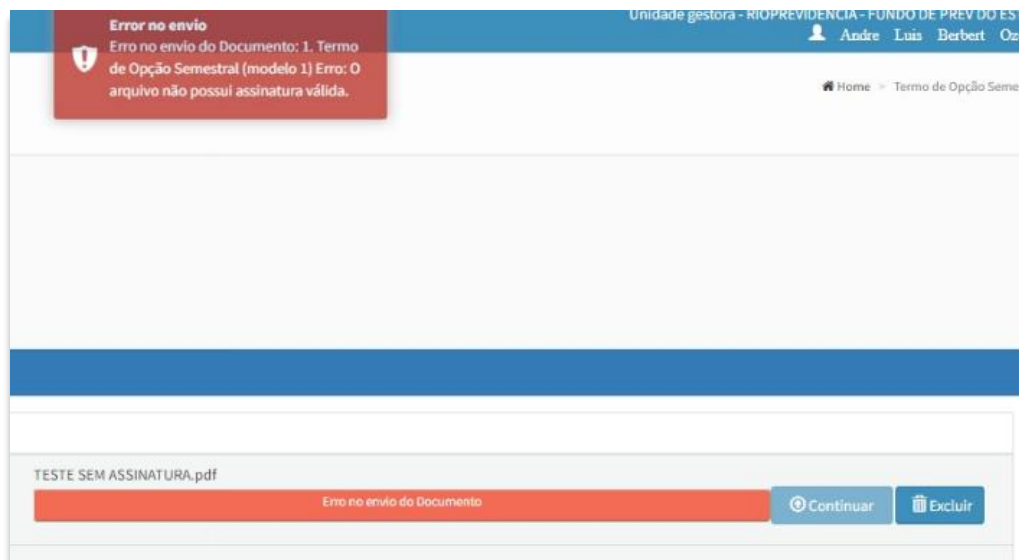 Unidade gestora - RIOPREVIDENCIA - FUNDO DE PREV DO ES
Andre Luis Berbert Oz
Error no envio
Erro no envio do Documento: 1. Termo
de Opção Semestral (modelo 1) Erro: O
arquivo não possui assinatura válida.
Home > Termo de Opção Seme
TESTE SEM ASSINATURA.pdf
Erro no envio do Documento
Continuar
Excluir